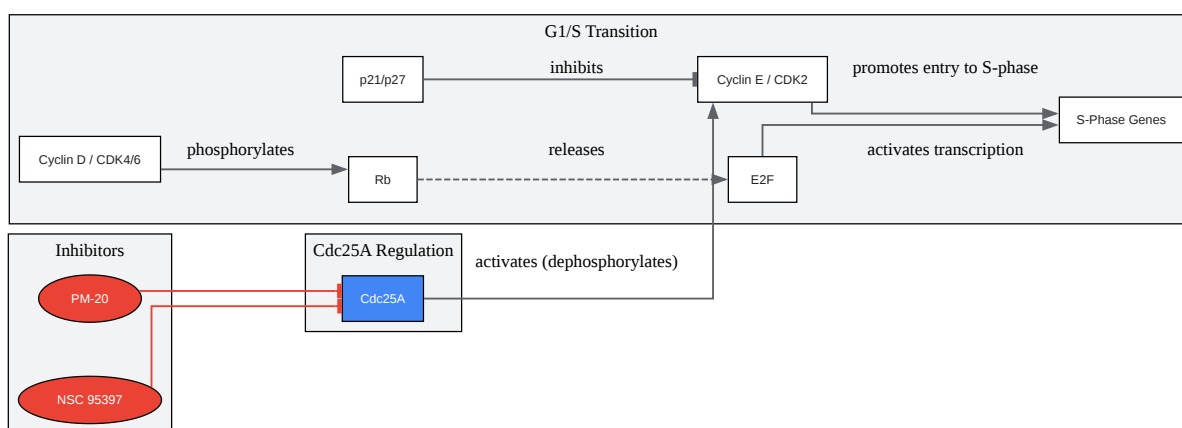 G1/S Transition
p21/p27
inhibits
Cyclin E / CDK2
promotes entry to S-phase
S-Phase Genes
Cyclin D / CDK4/6
phosphorylates
Rb
releases
E2F
activates transcription
Inhibitors
PM-20
NSC 95397
Cdc25A Regulation
Cdc25A
activates (dephosphorylates)